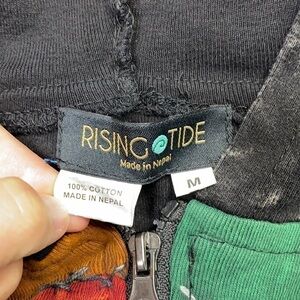 RISING TIDE
Made in Nepal
M
100% COTTON
MADE IN NEPAL